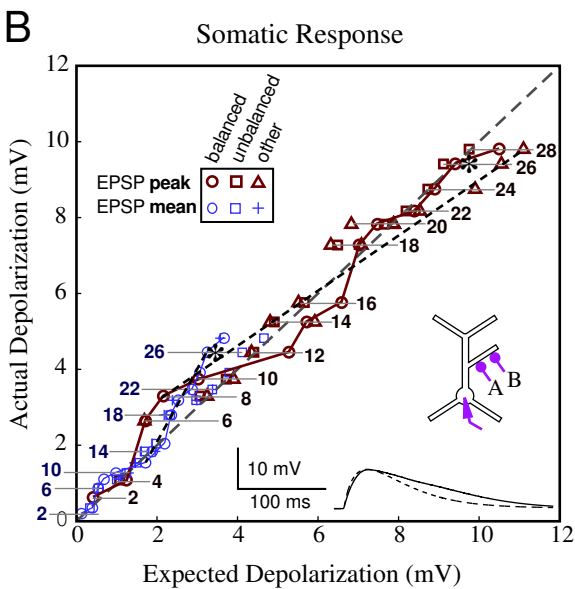 B
Somatic Response
balanced
unbalanced
other
EPSP peak
EPSP mean
Actual Depolarization (mV)
12
10
8
6
4
2
0
28
26
24
22
20
18
16
14
12
10
8
6
4
2
26
22
18
14
10
6
2
A
B
10 mV
100 ms
0
2
4
6
8
10
12
Expected Depolarization (mV)